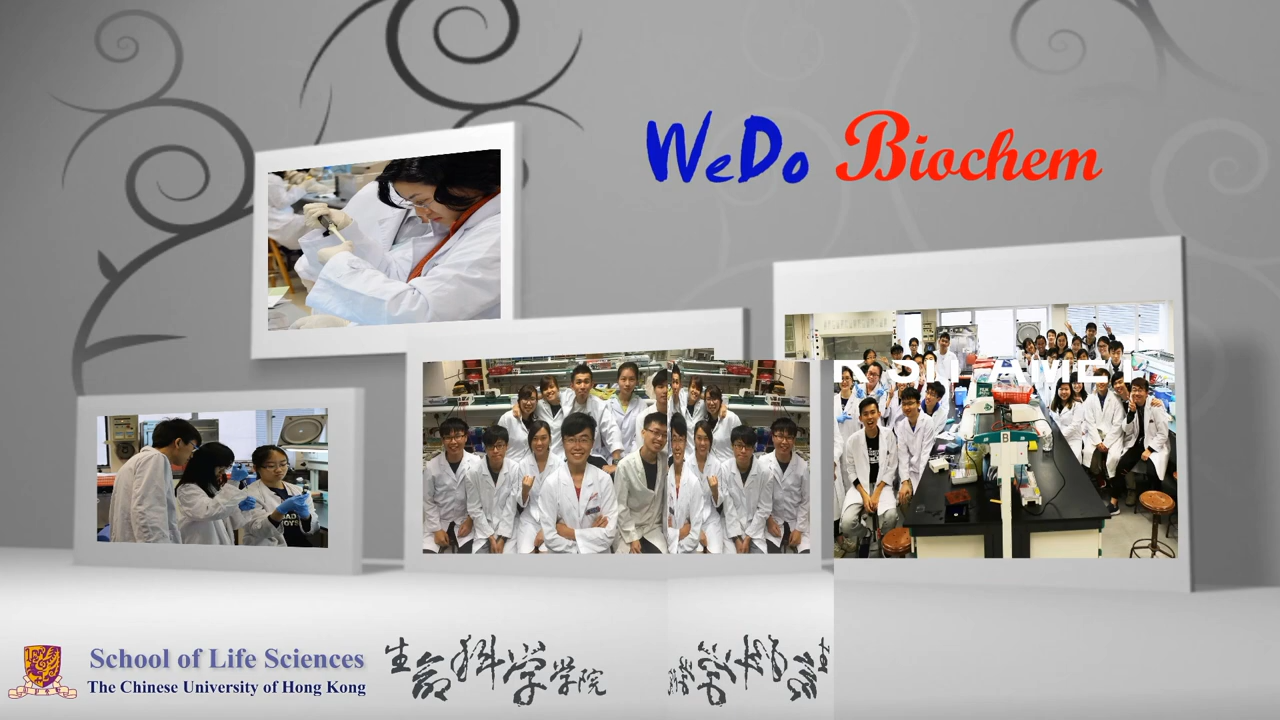 WeDo Biochem
B
School of Life Sciences
The Chinese University of Hong Kong
生命科学学院